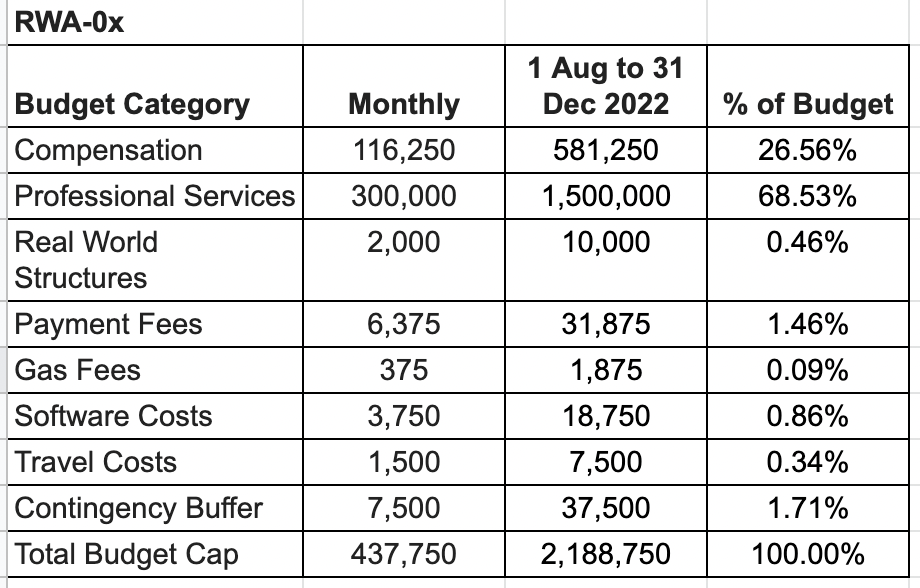 RWA-0x
Budget Category Monthly 1 Aug to 31 Dec 2022 % of Budget
Compensation 116,250 581,250 26.56%
Professional Services 300,000 1,500,000 68.53%
Real World Structures 2,000 10,000 0.46%
Payment Fees 6,375 31,875 1.46%
Gas Fees 375 1,875 0.09%
Software Costs 3,750 18,750 0.86%
Travel Costs 1,500 7,500 0.34%
Contingency Buffer 7,500 37,500 1.71%
Total Budget Cap 437,750 2,188,750 100.00%